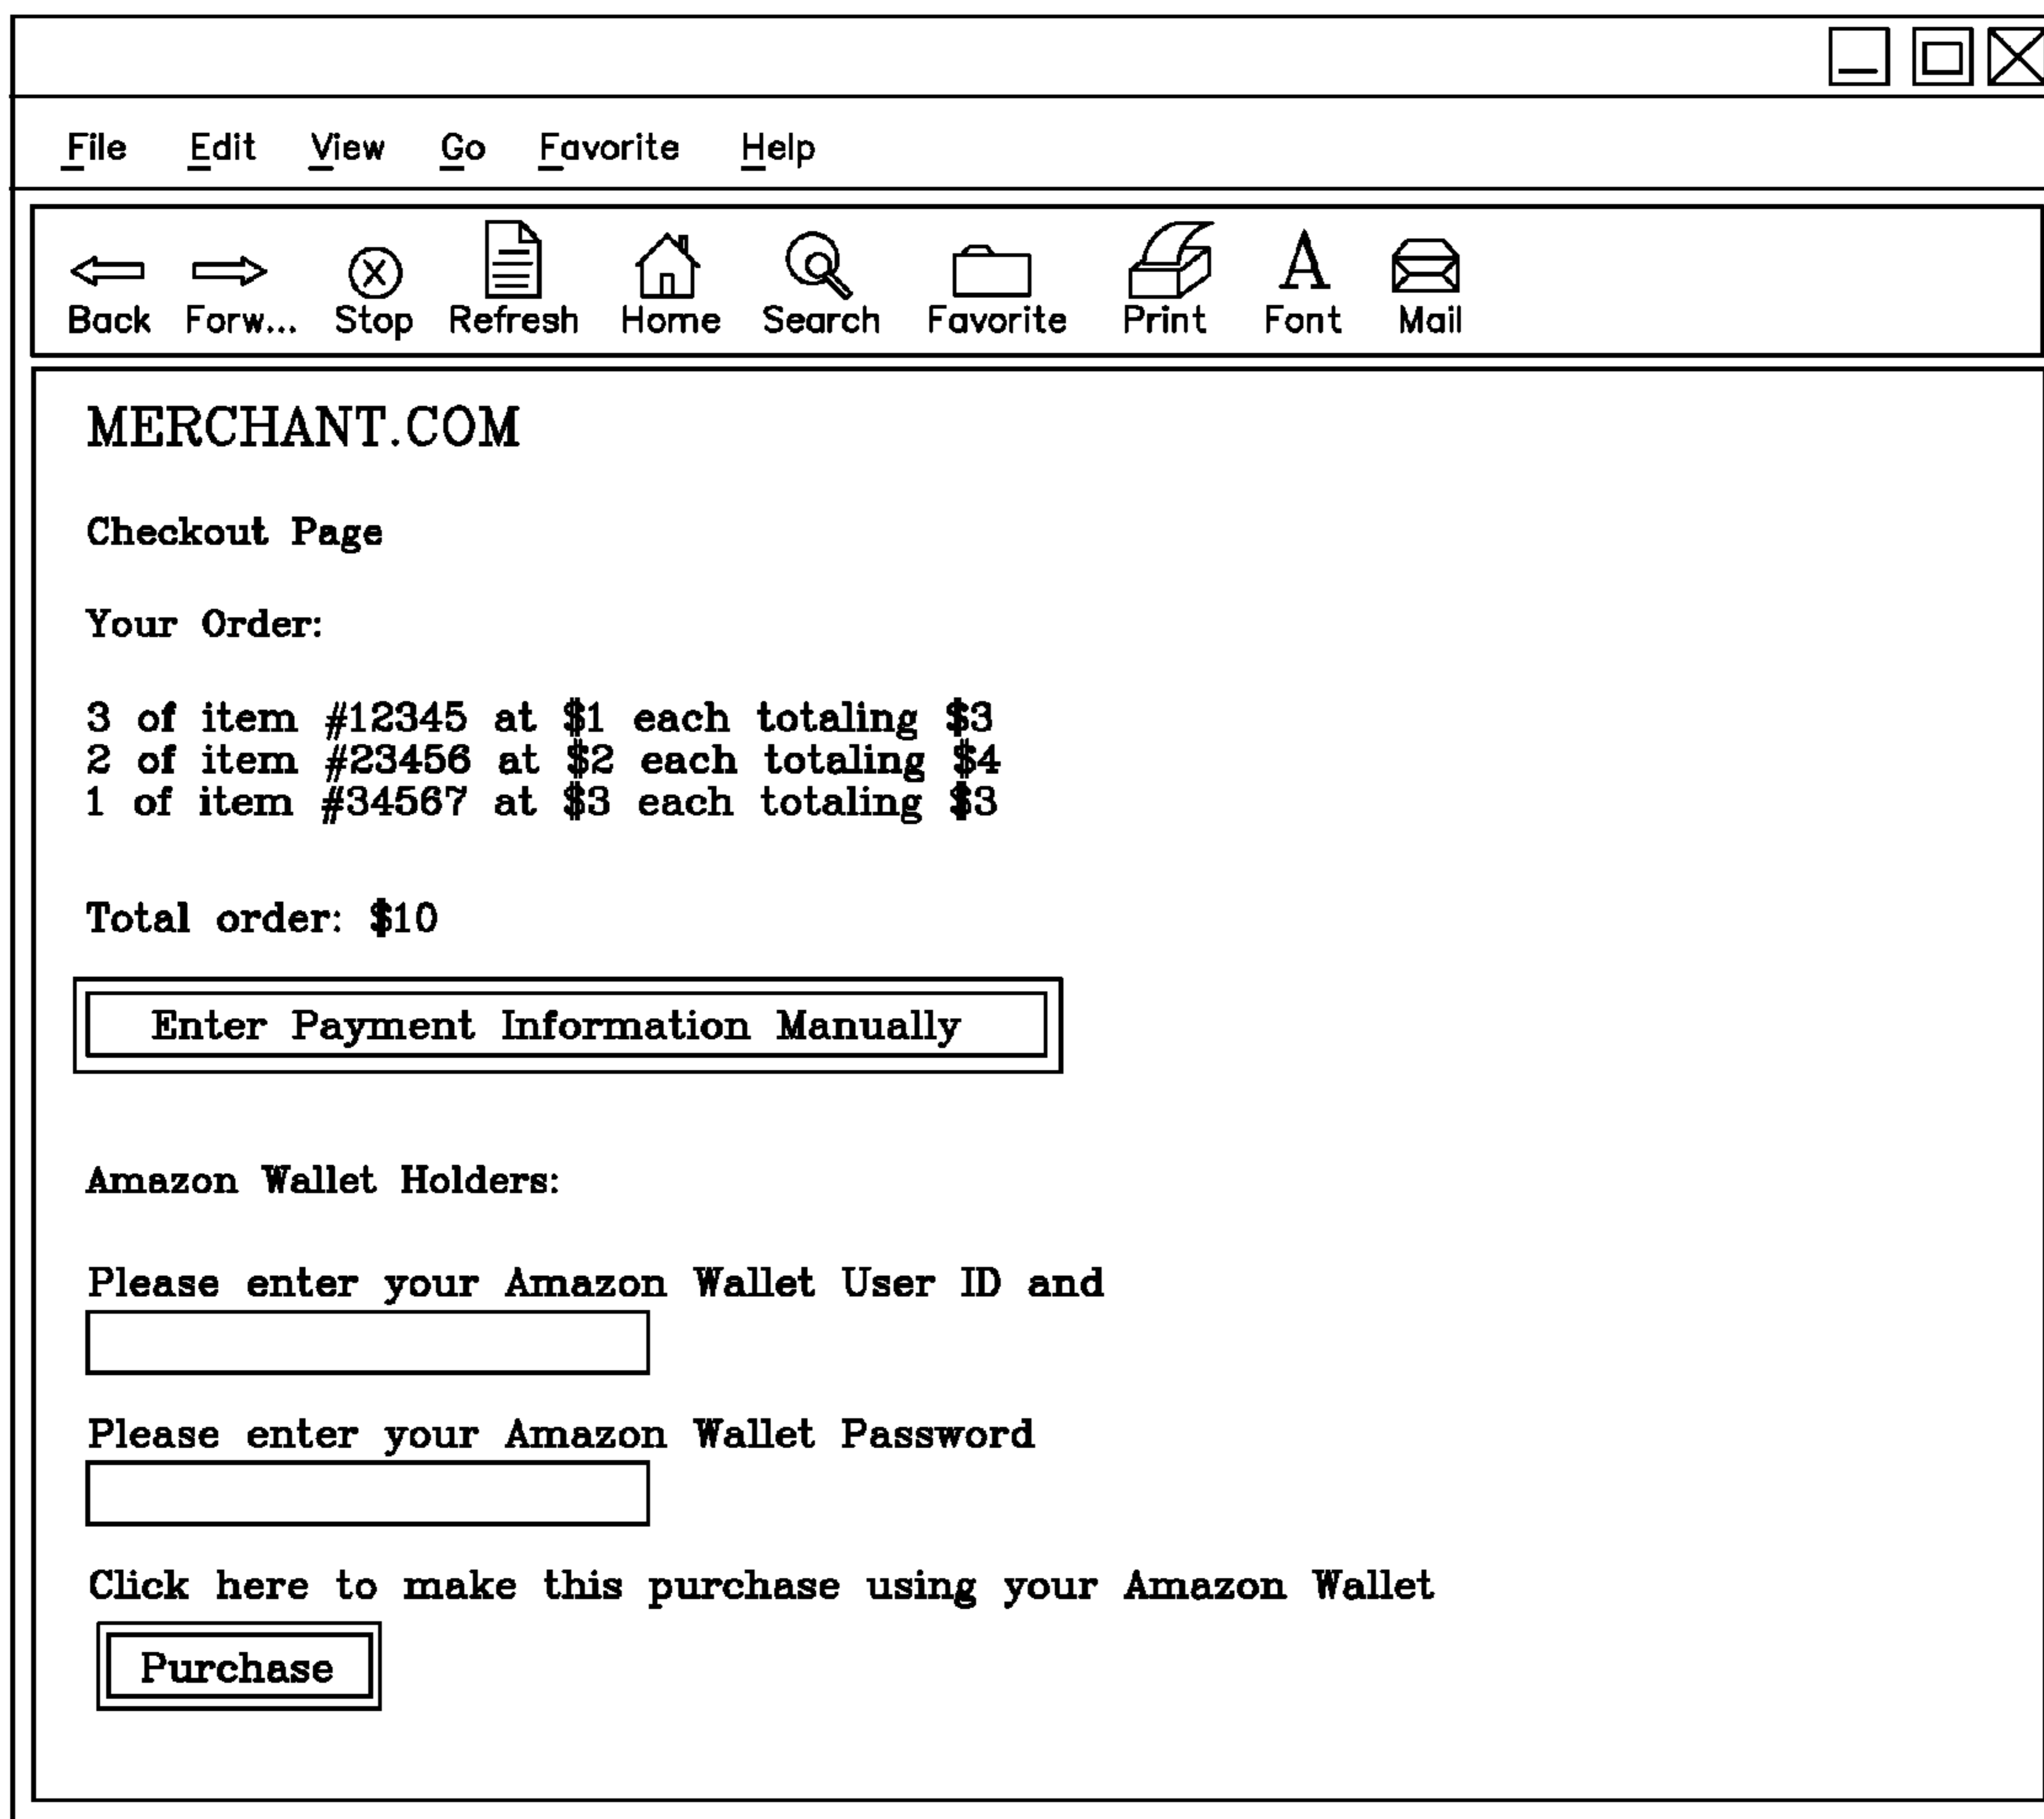 File Edit View Go Favorite Help
Back Forw... Stop Refresh Home Search Favorite Print Font Mail
MERCHANT.COM
Checkout Page
Your Order:
3 of item #12345 at $1 each totaling $3
2 of item #23456 at $2 each totaling $4
1 of item #34567 at $3 each totaling $3
Total order: $10
Enter Payment Information Manually
Amazon Wallet Holders:
Please enter your Amazon Wallet User ID and
Please enter your Amazon Wallet Password
Click here to make this purchase using your Amazon Wallet
Purchase